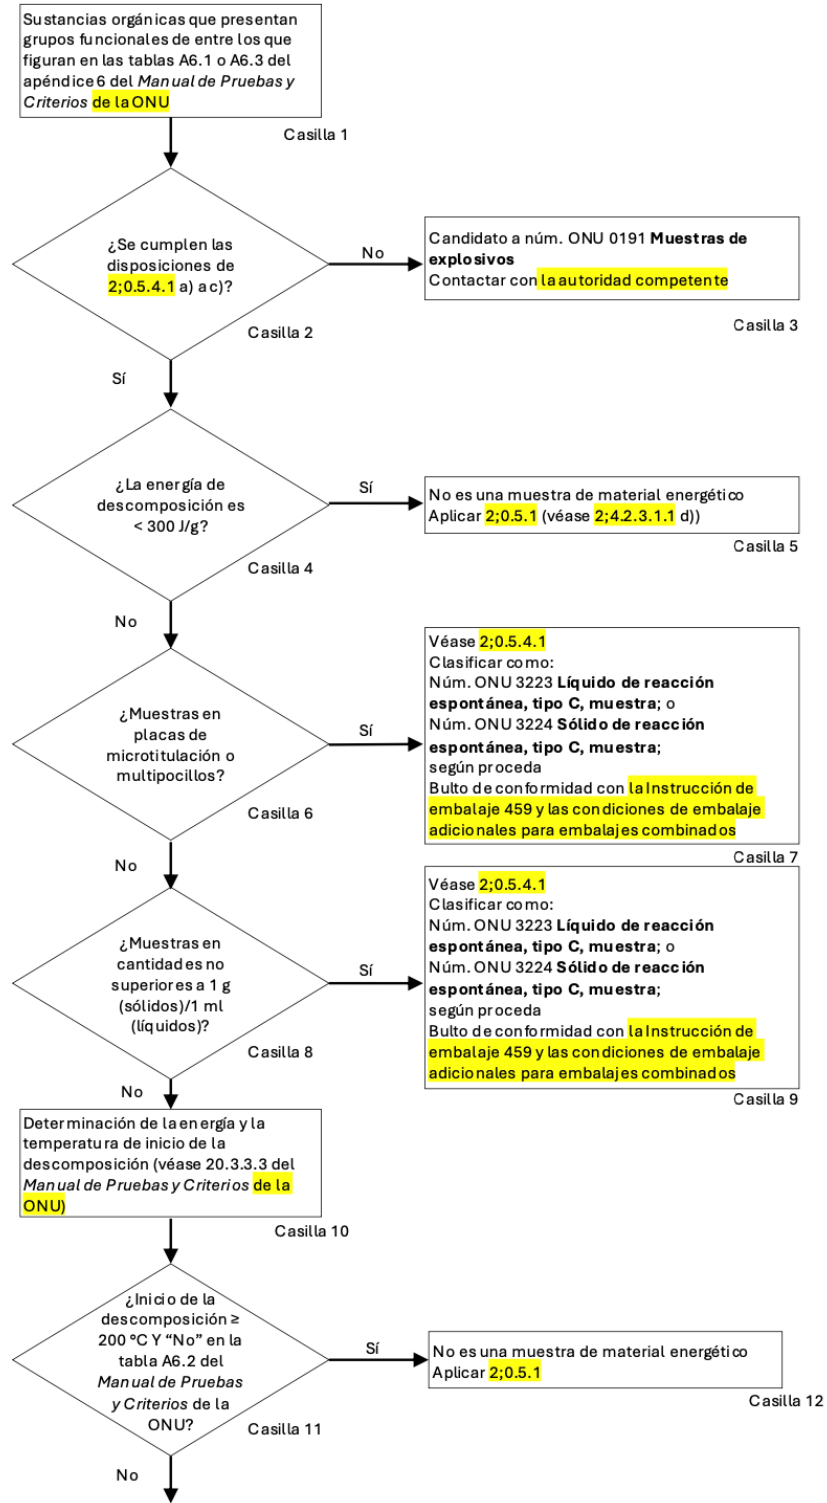 Sustancias orgánicas que presentan
grupos funcionales de entre los que
figuran en las tablas A6.1 o A6.3 del
apéndice 6 del Manual de Pruebas y
Criterios de la ONU
Casilla 1
¿Se cumplen las
disposiciones de
2;0.5.4.1 a) a c)?
Casilla 2
No
Candidato a núm. ONU 0191 Muestras de
explosivos
Contactar con la autoridad competente
Casilla 3
Sí
¿La energía de
descomposición es
< 300 J/g?
Casilla 4
Sí
No es una muestra de material energético
Aplicar 2;0.5.1 (véase 2;4.2.3.1.1 d))
Casilla 5
No
¿Muestras en
placas de
microtitulación o
multipocillos?
Casilla 6
Sí
Véase 2;0.5.4.1
Clasificar como:
Núm. ONU 3223 Líquido de reacción
espontánea, tipo C, muestra; o
Núm. ONU 3224 Sólido de reacción
espontánea, tipo C, muestra;
según proceda
Bulto de conformidad con la Instrucción de
embalaje 459 y las condiciones de embalaje
adicionales para embalajes combinados
Casilla 7
No
¿Muestras en
cantidades no
superiores a 1 g
(sólidos)/1 ml
(líquidos)?
Casilla 8
Sí
Véase 2;0.5.4.1
Clasificar como:
Núm. ONU 3223 Líquido de reacción
espontánea, tipo C, muestra; o
Núm. ONU 3224 Sólido de reacción
espontánea, tipo C, muestra;
según proceda
Bulto de conformidad con la Instrucción de
embalaje 459 y las condiciones de embalaje
adicionales para embalajes combinados
Casilla 9
No
Determinación de la energía y la
temperatura de inicio de la
descomposición (véase 20.3.3.3 del
Manual de Pruebas y Criterios de la
ONU)
Casilla 10
¿Inicio de la
descomposición ≥
200 °C Y “No” en la
tabla A6.2 del
Manual de Pruebas
y Criterios de la
ONU?
Casilla 11
Sí
No es una muestra de material energético
Aplicar 2;0.5.1
Casilla 12
No